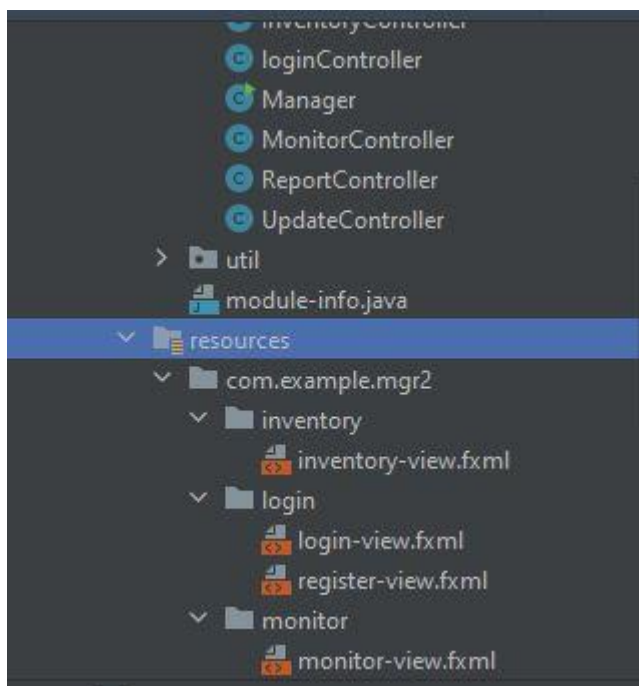 InventoryController
loginController
Manager
MonitorController
ReportController
UpdateController
util
module-info.java
resources
com.example.mgr2
inventory
inventory-view.fxml
login
login-view.fxml
register-view.fxml
monitor
monitor-view.fxml